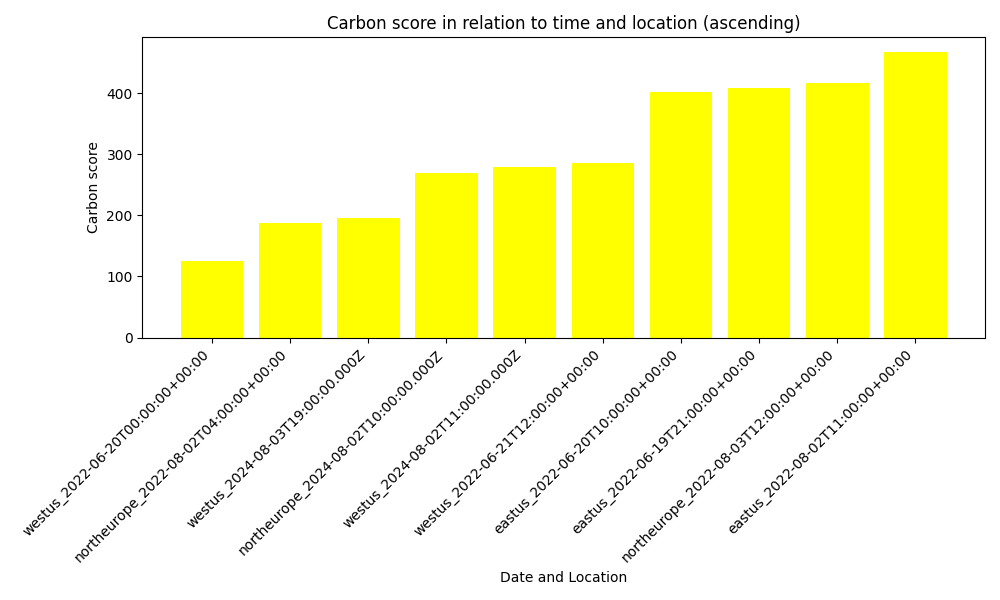 Carbon score in relation to time and location (ascending)
Carbon score
400
300
200
100
0
westus_2022-06-20T00:00:00+00:00
northeurope_2022-08-02T04:00:00+00:00
westus_2024-08-03T19:00:00.000Z
northeurope_2024-08-02T10:00:00.000Z
westus_2024-08-02T11:00:00.000Z
westus_2022-06-21T12:00:00+00:00
eastus_2022-06-20T10:00:00+00:00
eastus_2022-06-19T21:00:00+00:00
northeurope_2022-08-03T12:00:00+00:00
eastus_2022-08-02T11:00:00+00:00
Date and Location